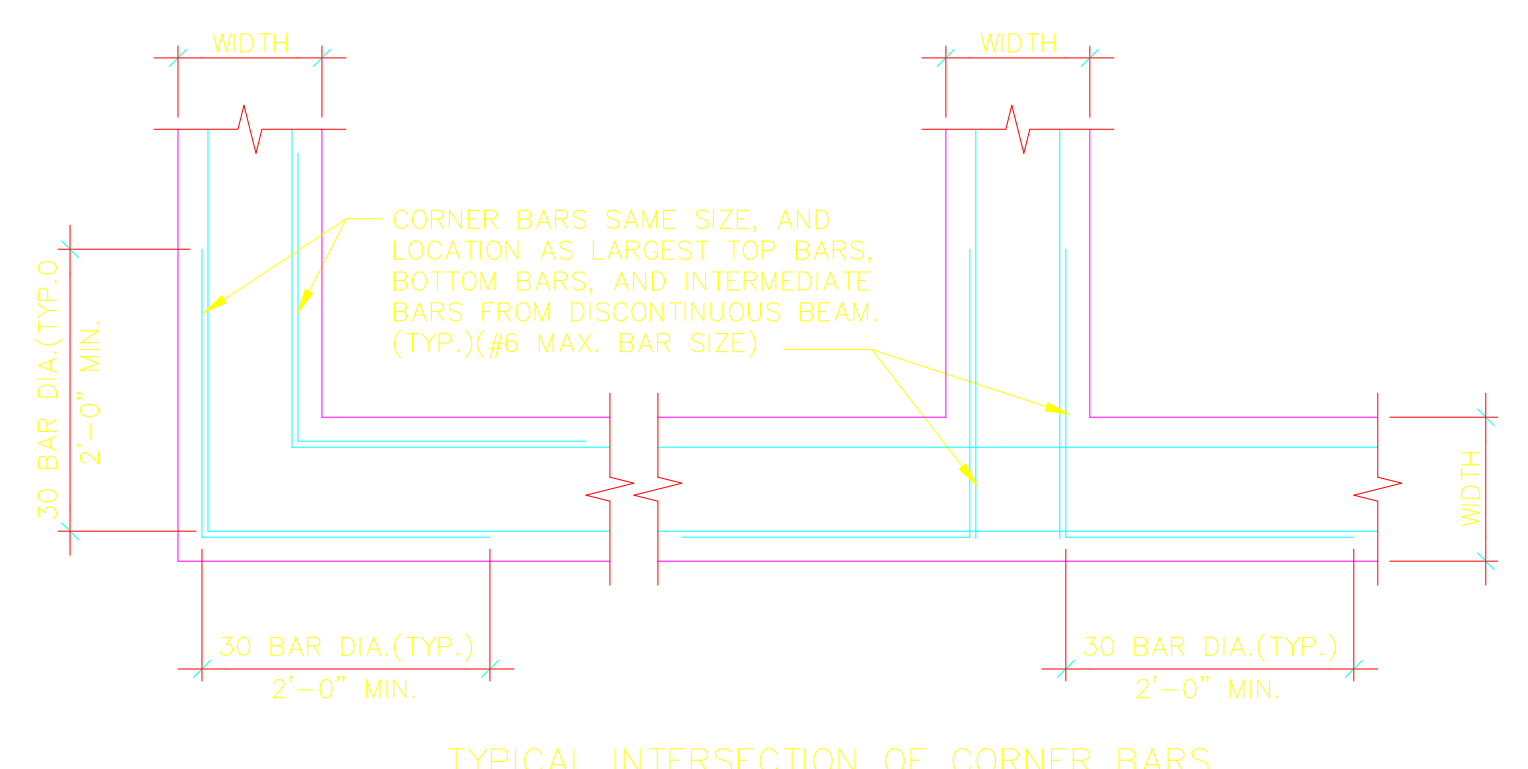 WIDTH
WIDTH
CORNER BARS SAME SIZE, AND
LOCATION AS LARGEST TOP BARS,
BOTTOM BARS, AND INTERMEDIATE
BARS FROM DISCONTINUOUS BEAM.
(TYP.)(#6 MAX. BAR SIZE)
30 BAR DIA.(TYP.0
2'-0" MIN.
WIDTH
30 BAR DIA.(TYP.)
2'-0" MIN.
30 BAR DIA.(TYP.)
2'-0" MIN.
TYPICAL INTERSECTION OF CORNER BARS